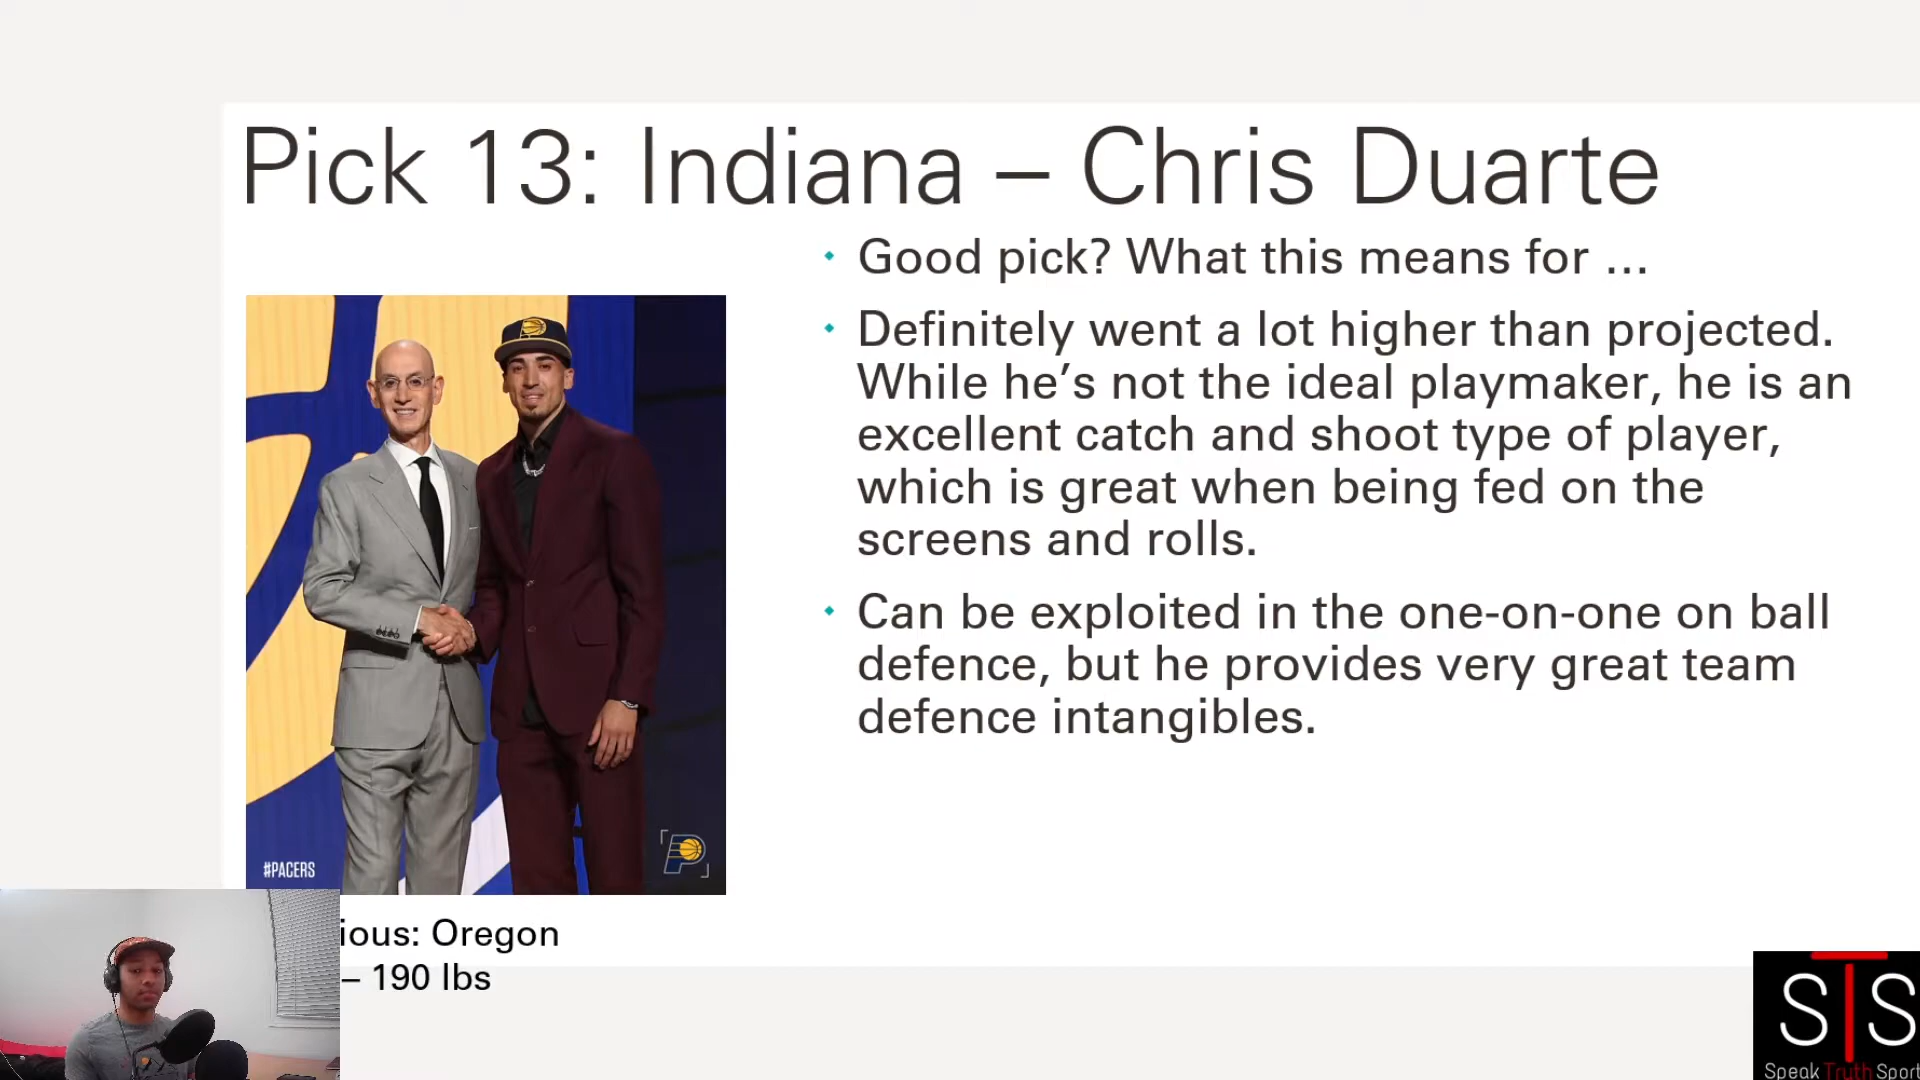 Pick 13: Indiana – Chris Duarte
Good pick? What this means for ...
Definitely went a lot higher than projected.
While he’s not the ideal playmaker, he is an
excellent catch and shoot type of player,
which is great when being fed on the
screens and rolls.
Can be exploited in the one-on-one on ball
defence, but he provides very great team
defence intangibles.
#PACERS
ious: Oregon
– 190 lbs
STS
Speak Truth Sport